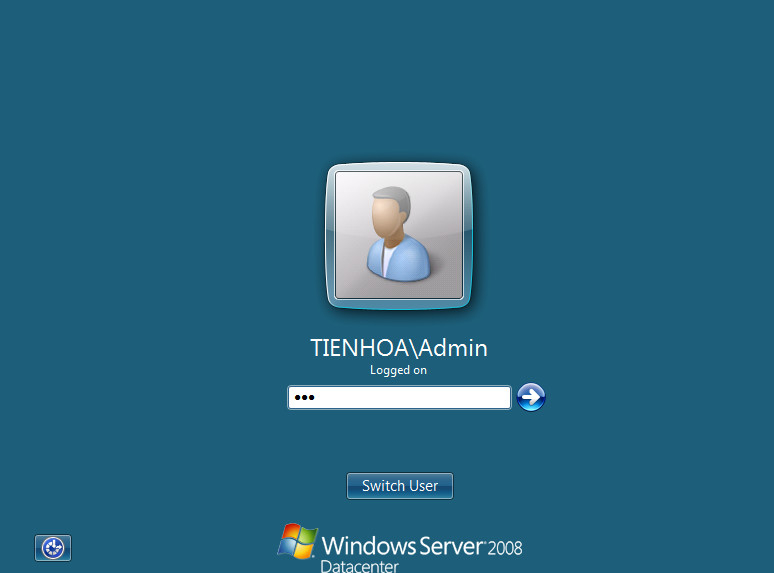 TIENHOA\Admin
Logged on
•••
Switch User
Windows Server 2008
Datacenter